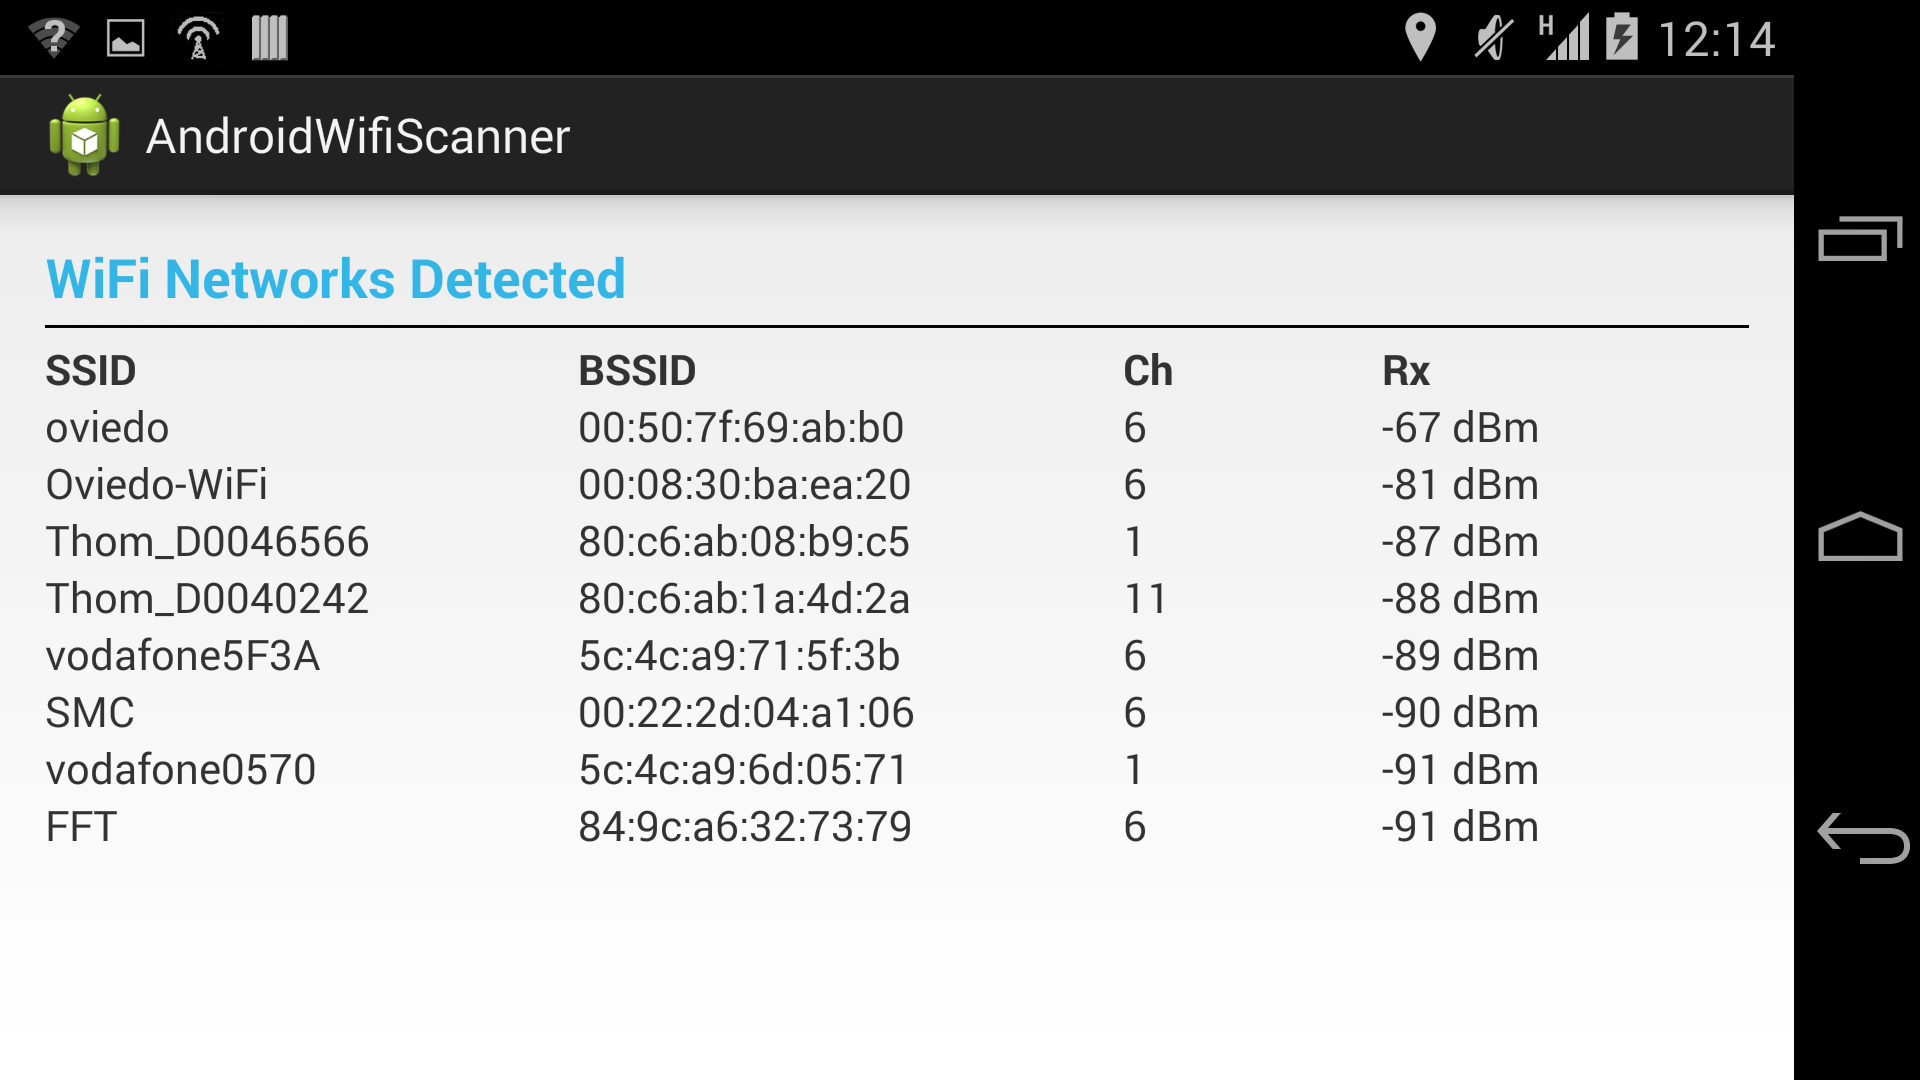 ? H 12:14
AndroidWifiScanner
WiFi Networks Detected
SSID BSSID Ch Rx
oviedo 00:50:7f:69:ab:b0 6 -67 dBm
Oviedo-WiFi 00:08:30:ba:ea:20 6 -81 dBm
Thom_D0046566 80:c6:ab:08:b9:c5 1 -87 dBm
Thom_D0040242 80:c6:ab:1a:4d:2a 11 -88 dBm
vodafone5F3A 5c:4c:a9:71:5f:3b 6 -89 dBm
SMC 00:22:2d:04:a1:06 6 -90 dBm
vodafone0570 5c:4c:a9:6d:05:71 1 -91 dBm
FFT 84:9c:a6:32:73:79 6 -91 dBm